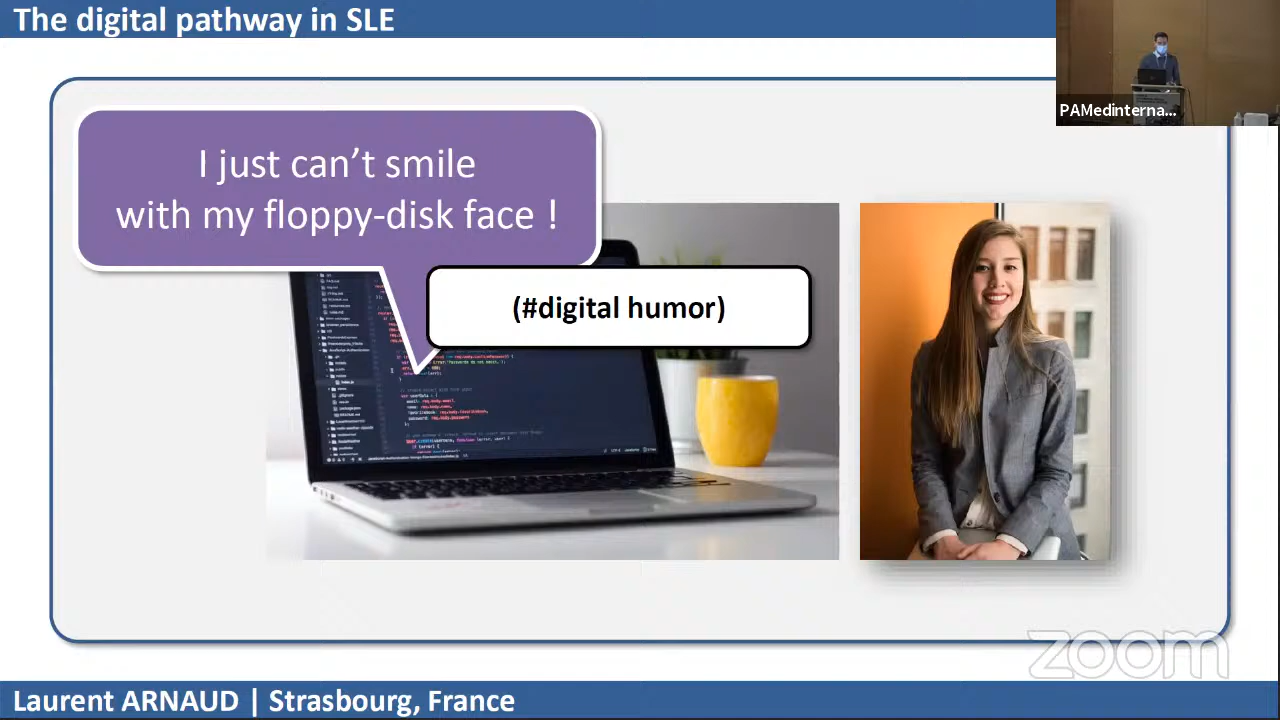 The digital pathway in SLE
PAMedinterna...
I just can't smile
with my floppy-disk face !
(#digital humor)
zoom
Laurent ARNAUD | Strasbourg, France